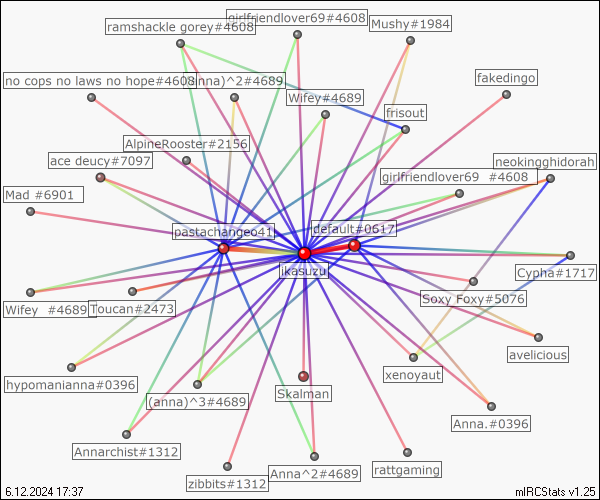 girlfriendlover69#4608
ramshackle gorey#4608
Mushy#1984
no cops no laws no hope#4608
nna)^2#4689
fakedingo
Wifey#4689
frisout
AlpineRooster#2156
ace deucy#7097
neokingghidorah
girlfriendlover69 #4608
Mad #6901
pastachangeo41
default#0617
jkasuzu
Cypha#1717
Soxy Foxy#5076
Wifey #4689
Toucan#2473
avelicious
xenoyaut
hypomanianna#0396
Skalman
(anna)^3#4689
Anna.#0396
Annarchist#1312
rattgaming
Anna^2#4689
zibbits#1312
6.12.2024 17:37
mIRCStats v1.25